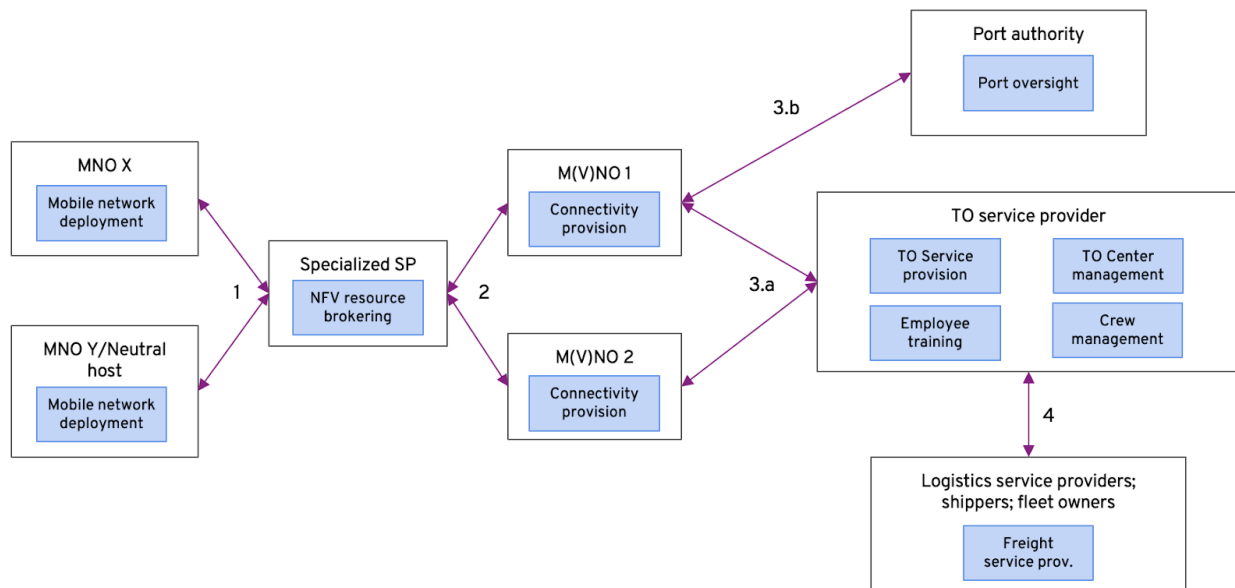 Port authority
Port oversight
3.b
MNO X
Mobile network
deployment
M(V)NO 1
Connectivity
provision
TO service provider
TO Service
provision
TO Center
management
Employee
training
Crew
management
Specialized SP
NFV resource
brokering
1
2
3.a
MNO Y/Neutral
host
Mobile network
deployment
M(V)NO 2
Connectivity
provision
4
Logistics service providers;
shippers; fleet owners
Freight
service prov.